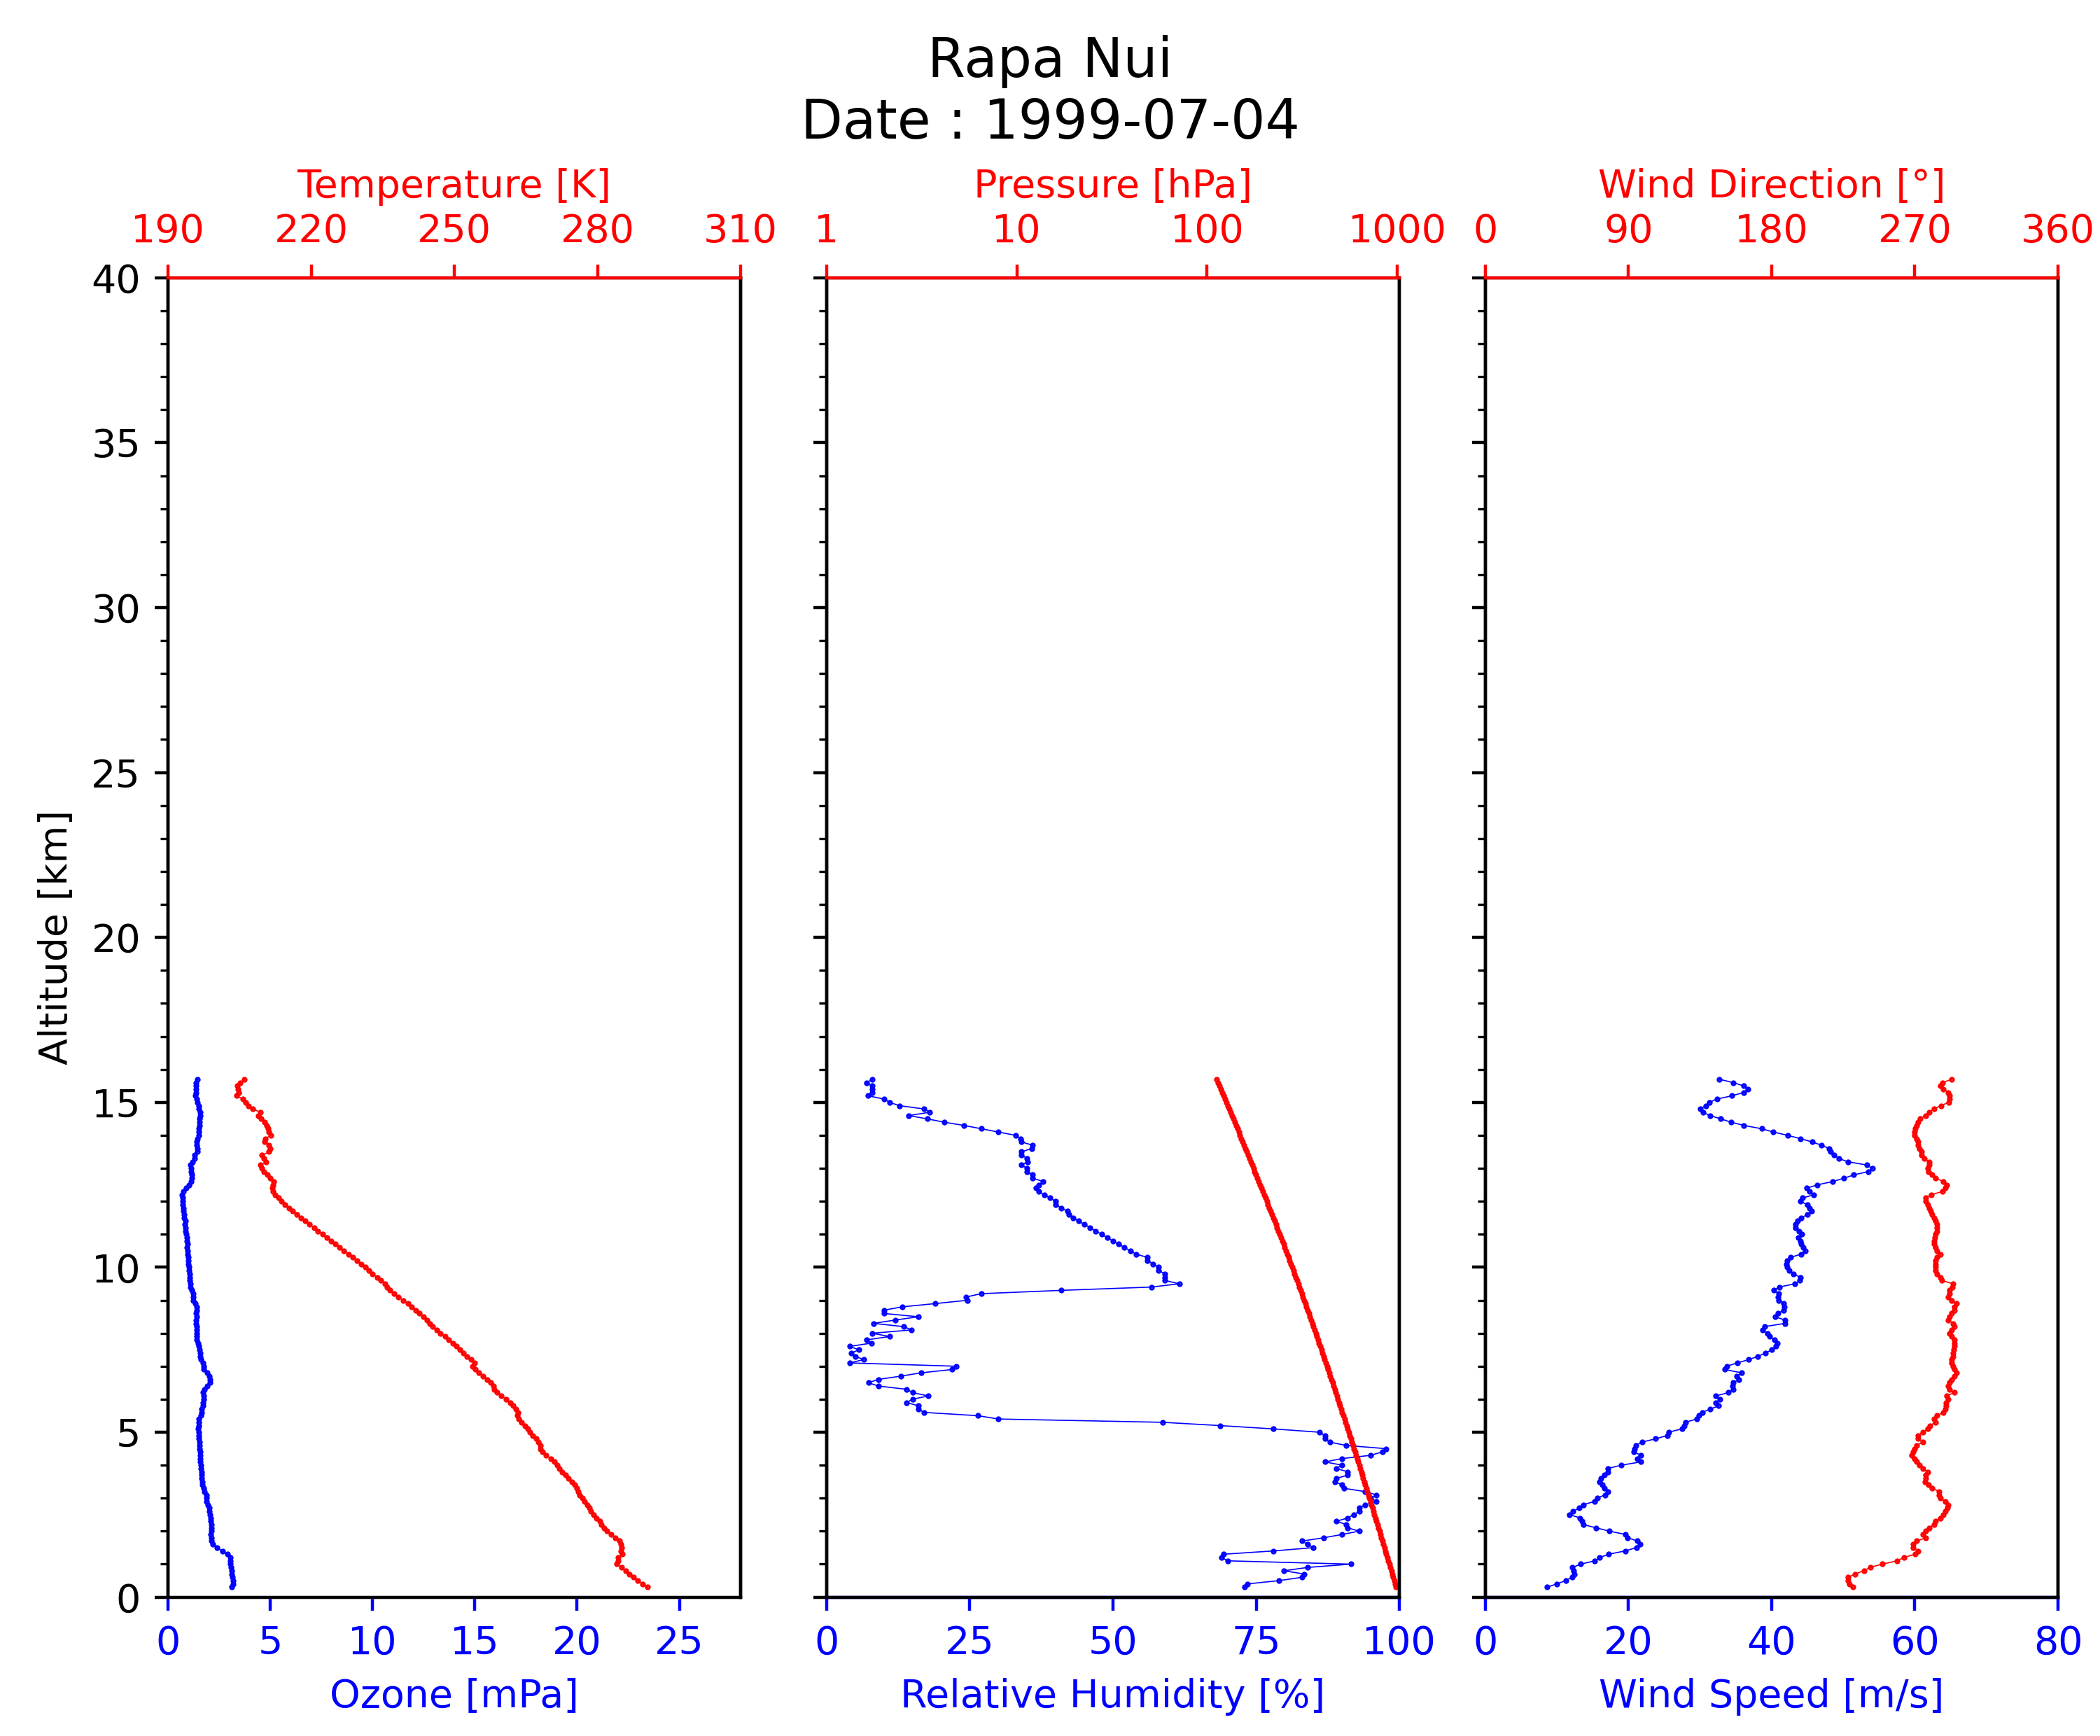 Rapa Nui
Date : 1999-07-04
Temperature [K] Pressure [hPa] Wind Direction [°]
190 220 250 280 310 1 10 100 1000 0 90 180 270 360
40
35
30
25
20
15
10
5
0
Altitude [km]
0 5 10 15 20 25 0 25 50 75 100 0 20 40 60 80
Ozone [mPa] Relative Humidity [%] Wind Speed [m/s]